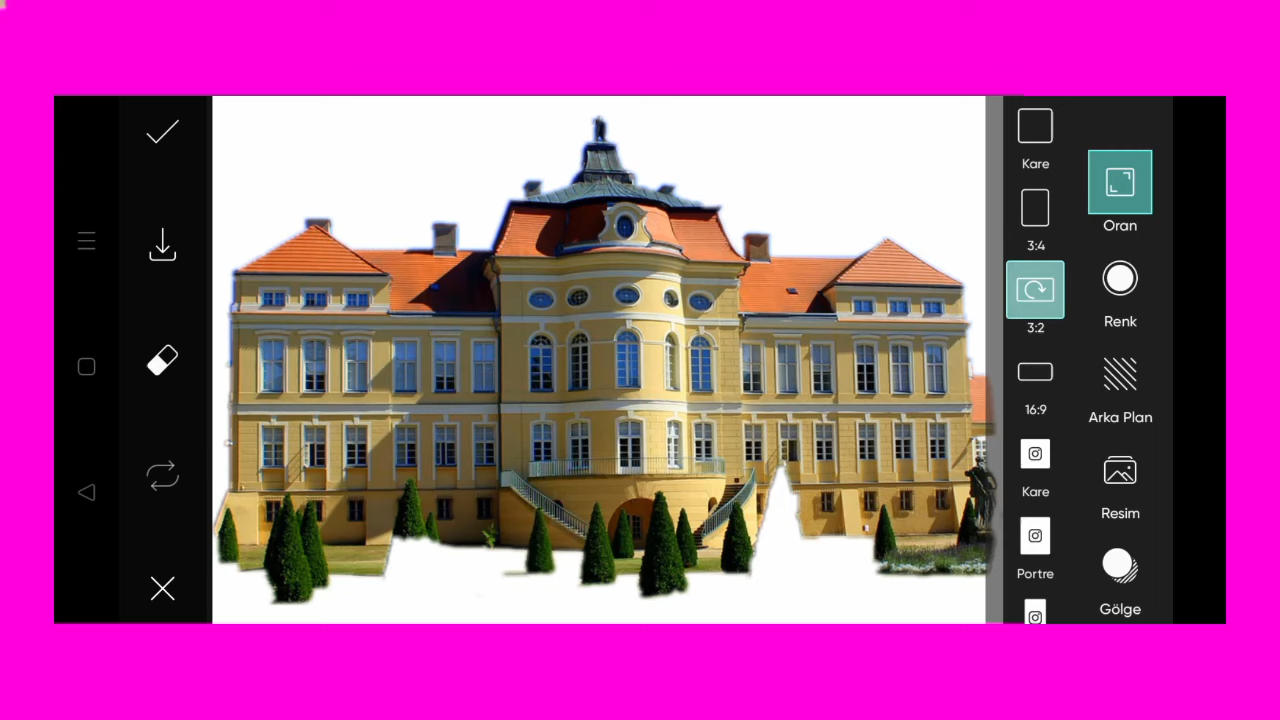 Kare
3:4
3:2
16:9
Kare
Portre
Oran
Renk
Arka Plan
Resim
Gölge